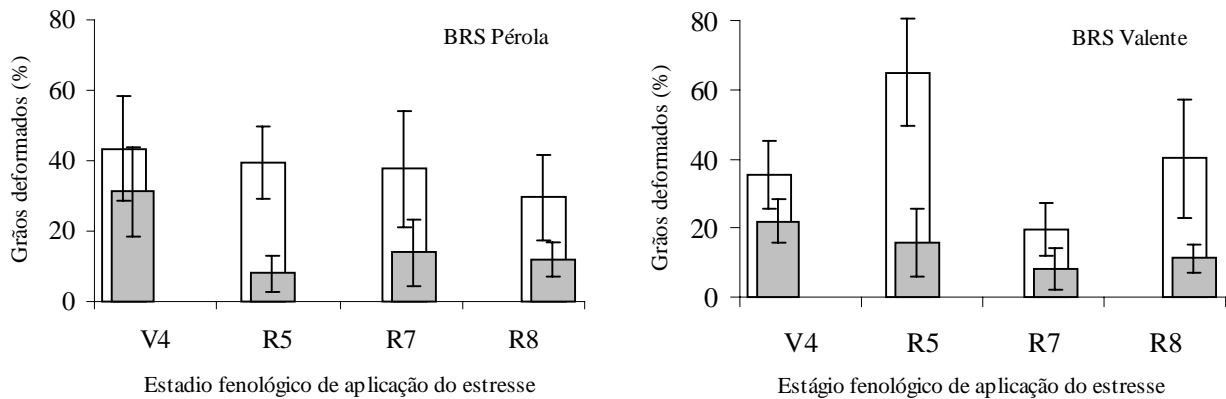 BRS Pérola
Grãos deformados (%)
80
60
40
20
0
V4 R5 R7 R8
Estadio fenológico de aplicação do estresse
BRS Valente
Grãos deformados (%)
80
60
40
20
0
V4 R5 R7 R8
Estágio fenológico de aplicação do estresse